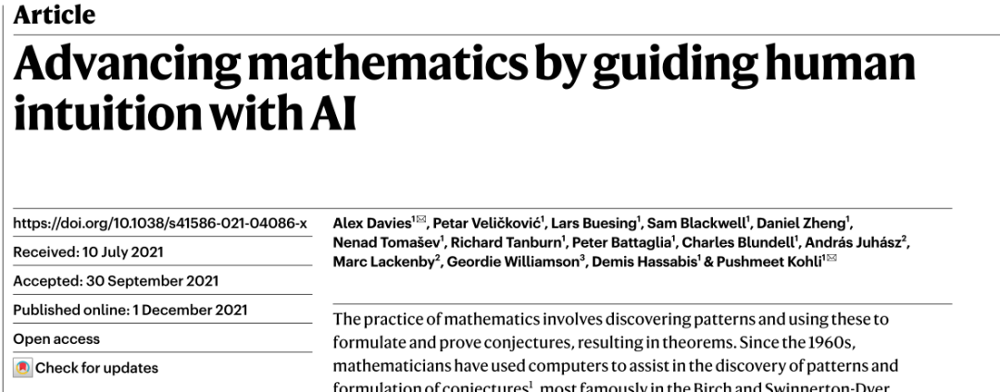 Article
Advancing mathematics by guiding human
intuition with AI
https://doi.org/10.1038/s41586-021-04086-x
Received: 10 July 2021
Accepted: 30 September 2021
Published online: 1 December 2021
Open access
Check for updates
Alex Davies¹✉, Petar Veličković¹, Lars Buesing¹, Sam Blackwell¹, Daniel Zheng¹,
Nenad Tomašev¹, Richard Tanburn¹, Peter Battaglia¹, Charles Blundell¹, András Juhász²,
Marc Lackenby², Geordie Williamson³, Demis Hassabis¹ & Pushmeet Kohli¹✉
The practice of mathematics involves discovering patterns and using these to
formulate and prove conjectures, resulting in theorems. Since the 1960s,
mathematicians have used computers to assist in the discovery of patterns and
formulation of conjectures¹, most famously in the Birch and Swinnerton-Dyer